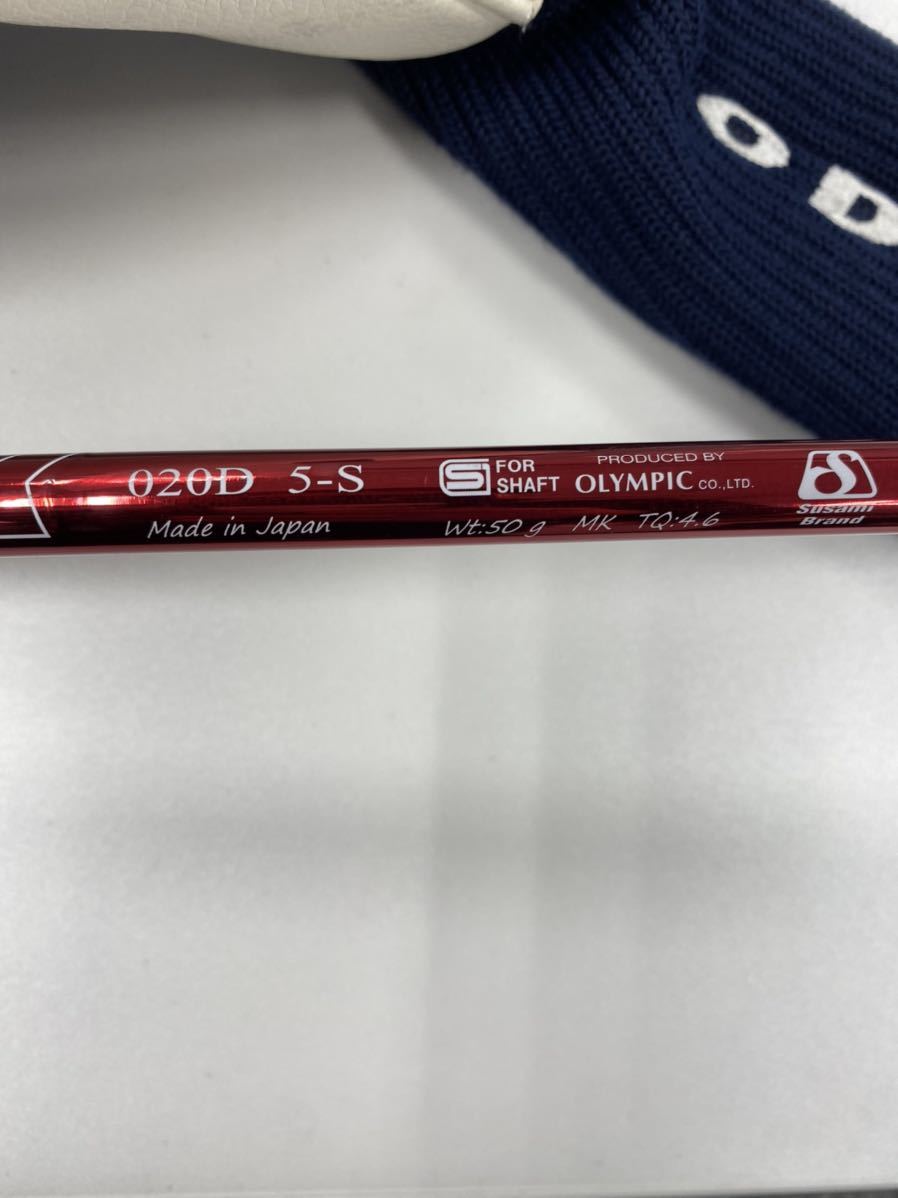 O D
020D 5-S
Made in Japan
S FOR SHAFT
Wt:50 g MK TQ:4.6
PRODUCED BY
OLYMPIC CO.,LTD.
Susami
Brand